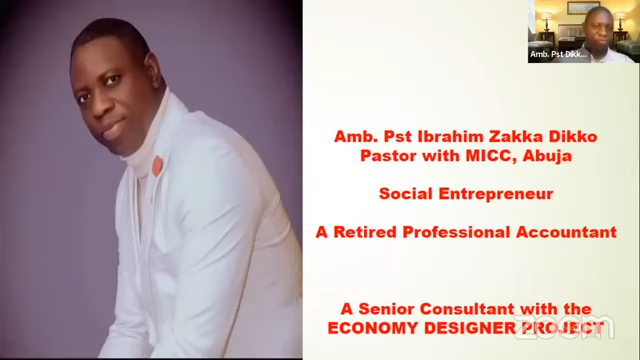 Amb. Pst Dikk...
Amb. Pst Ibrahim Zakka Dikko
Pastor with MICC, Abuja
Social Entrepreneur
A Retired Professional Accountant
A Senior Consultant with the
ECONOMY DESIGNER PROJECT
zoom